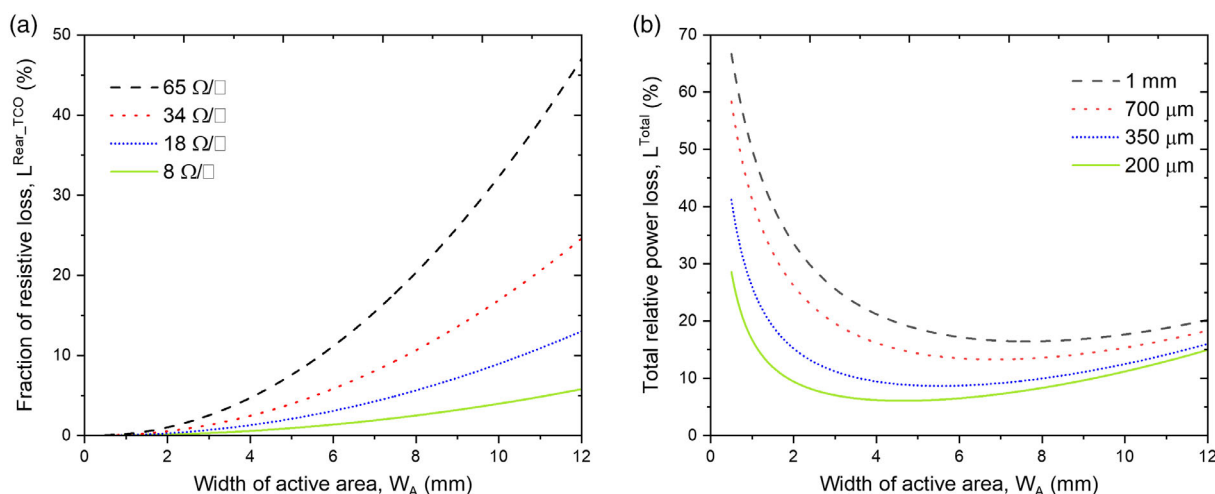 (a)
50
40
30
20
10
0
Fraction of resistive loss, L^Rear_TCO (%)
65 Ω/□
34 Ω/□
18 Ω/□
8 Ω/□
0 2 4 6 8 10 12
Width of active area, W_A (mm)
(b)
70
60
50
40
30
20
10
0
Total relative power loss, L^Total (%)
1 mm
700 μm
350 μm
200 μm
0 2 4 6 8 10 12
Width of active area, W_A (mm)